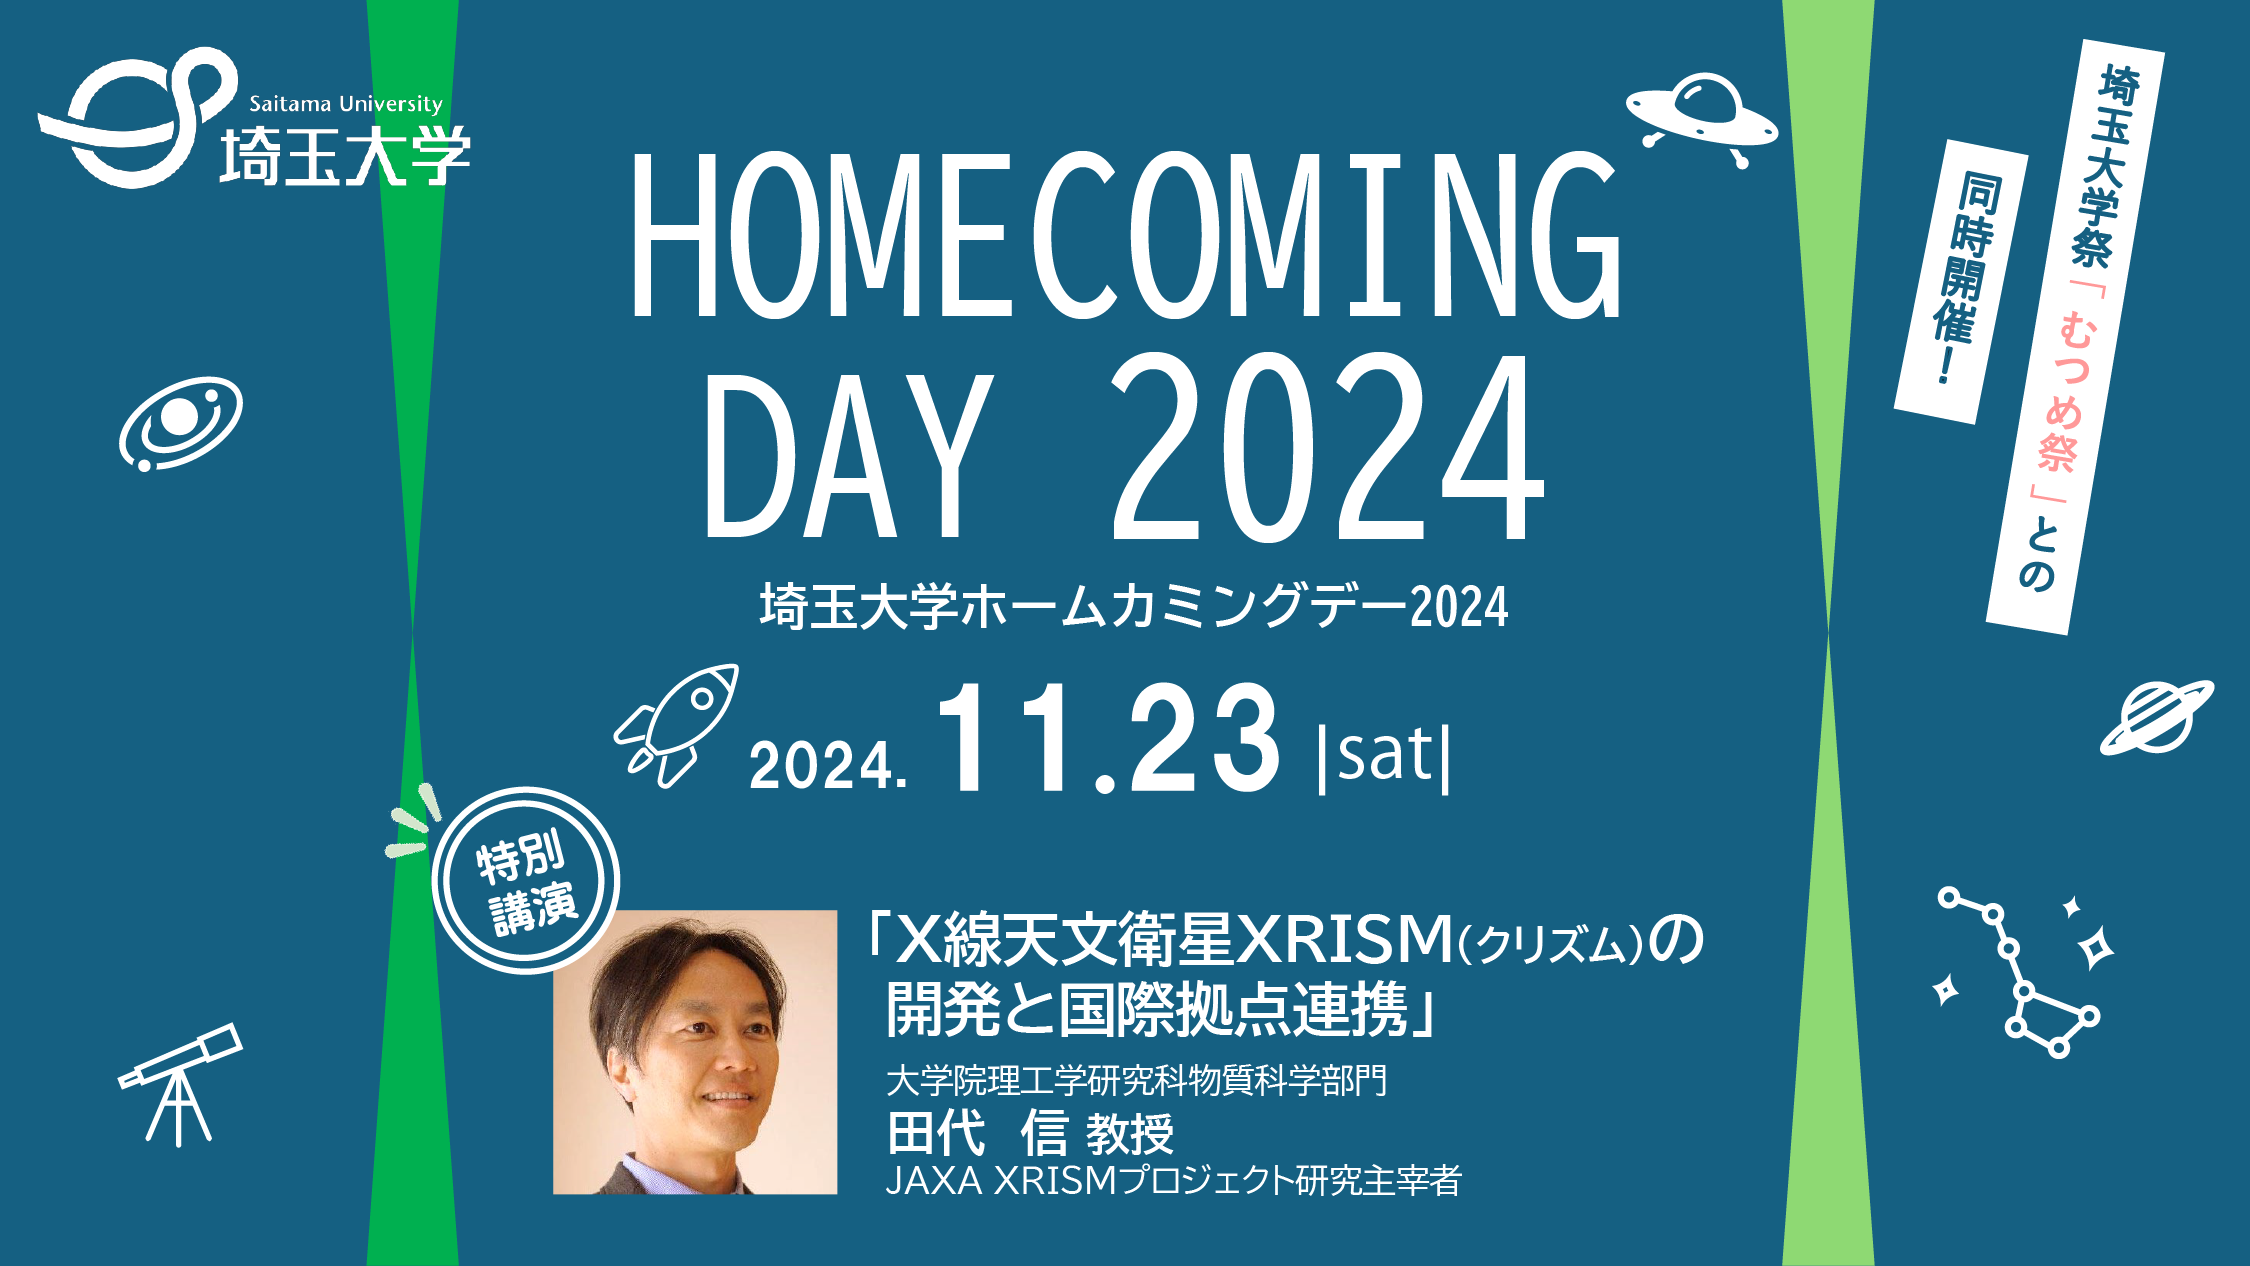 Saitama University
埼玉大学
HOMECOMING
DAY 2024
埼玉大学ホームカミングデー2024
2024. 11.23 |sat|
埼玉大学祭「むつめ祭」との
同時開催!
特別
講演
「X線天文衛星XRISM(クリズム)の
開発と国際拠点連携」
大学院理工学研究科物質科学部門
田代　信 教授
JAXA XRISMプロジェクト研究主宰者